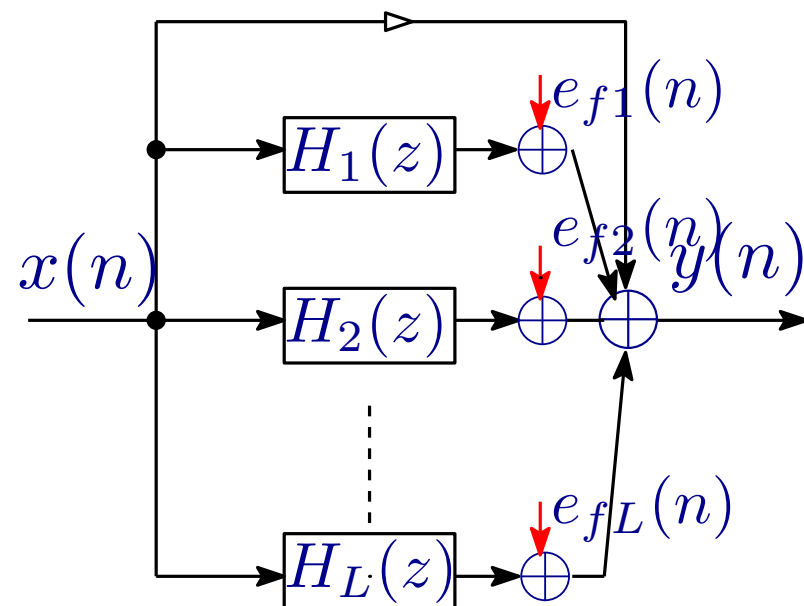 e_{f1}(n)
H_1(z)
e_{f2}(n)
x(n)
y(n)
H_2(z)
e_{fL}(n)
H_L(z)